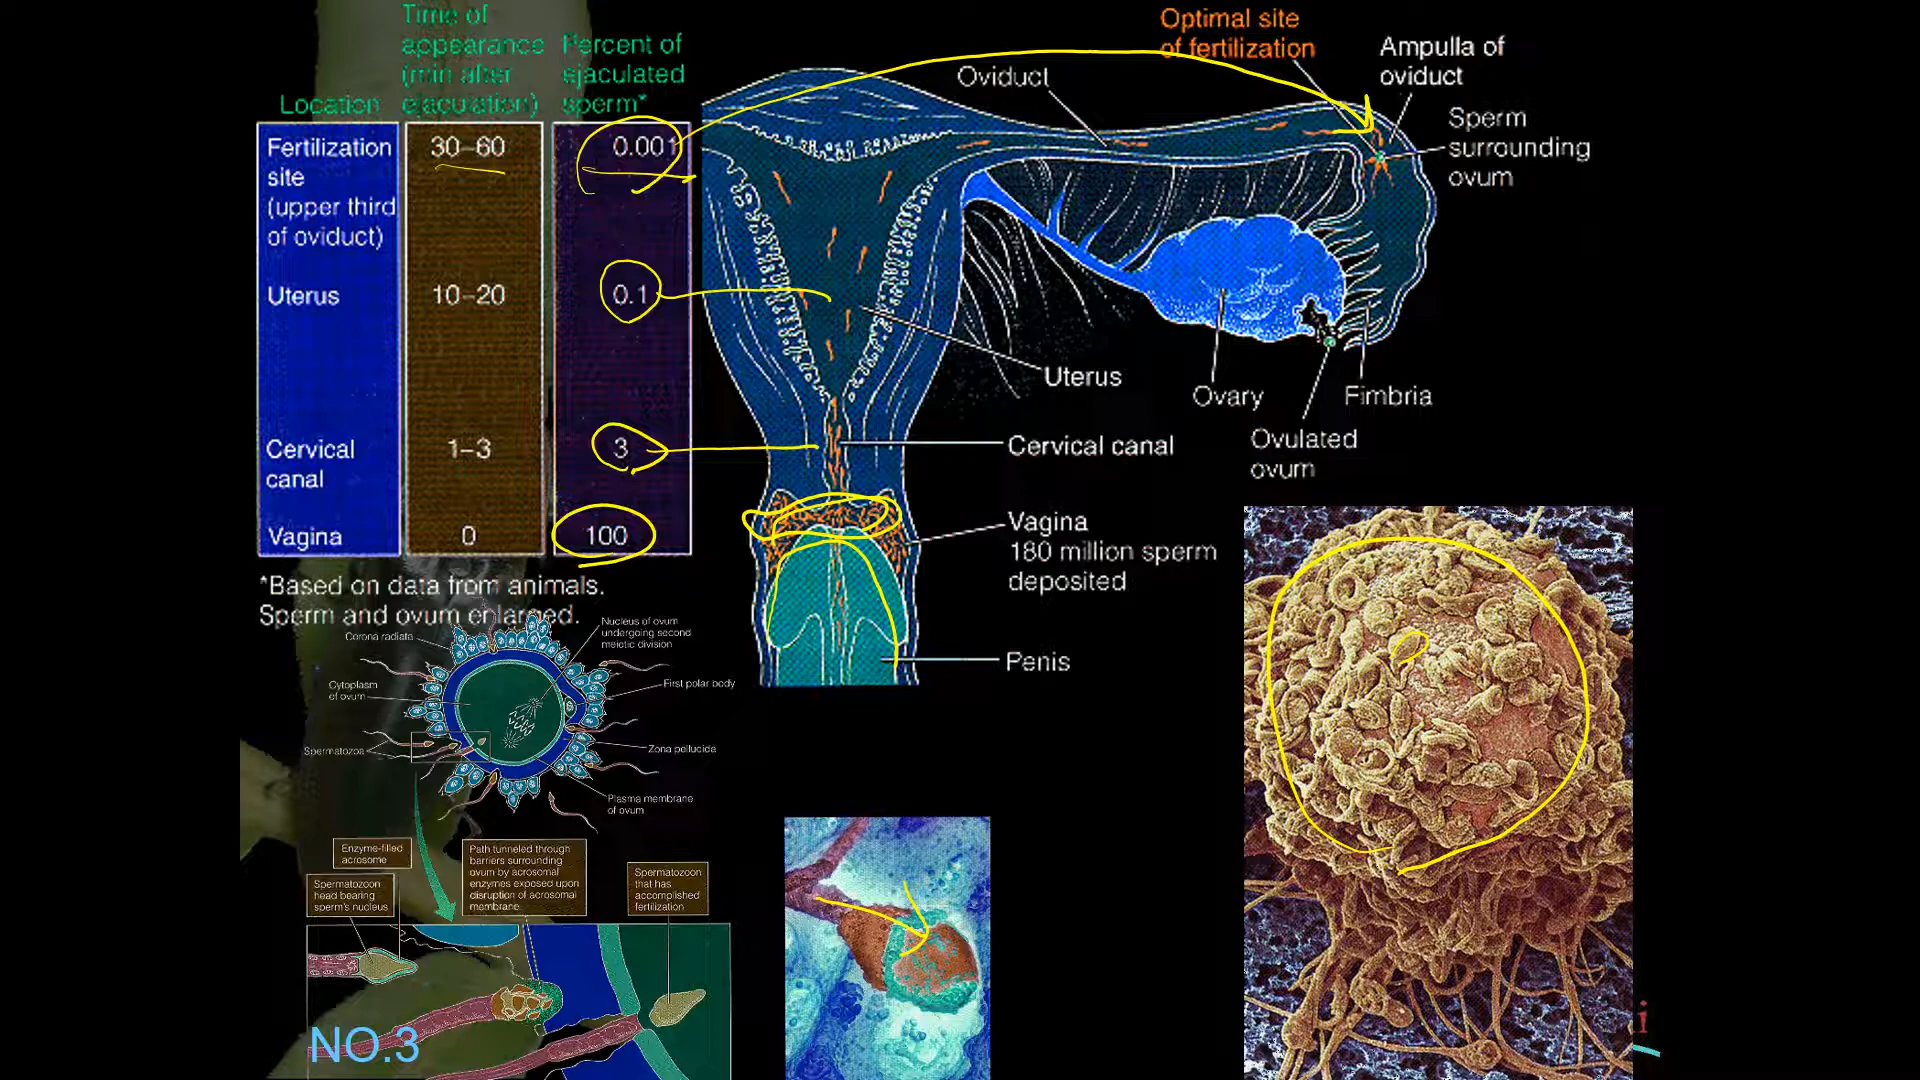 Time of
appearance
(min after
ejaculation)
Percent of
ejaculated
sperm*
Location
Fertilization
site
(upper third
of oviduct)
30–60
0.001
Uterus
10–20
0.1
Cervical
canal
1–3
3
Vagina
0
100
*Based on data from animals.
Sperm and ovum enlarged.
Optimal site
of fertilization
Oviduct
Ampulla of
oviduct
Sperm
surrounding
ovum
Uterus
Ovary
Fimbria
Ovulated
ovum
Cervical canal
Vagina
180 million sperm
deposited
Penis
Corona radiata
Nucleus of ovum
undergoing second
meiotic division
Cytoplasm
of ovum
First polar body
Spermatozoa
Zona pellucida
Plasma membrane
of ovum
Enzyme-filled
acrosome
Spermatozoon
head bearing
sperm's nucleus
Path tunneled through
barriers surrounding
ovum by acrosomal
enzymes exposed upon
disruption of acrosomal
membrane
Spermatozoon
that has
accomplished
fertilization
NO.3